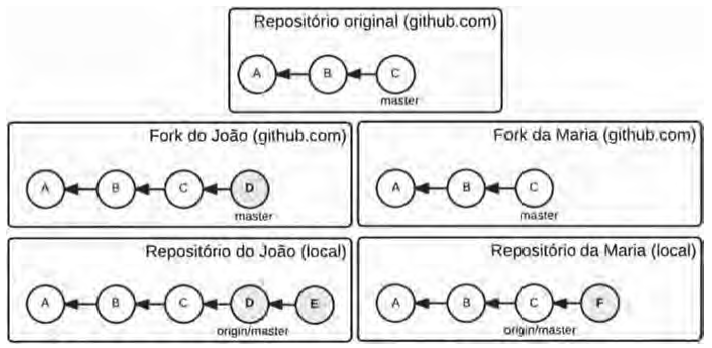 Repositório original (github.com)
A B C
master
Fork do João (github.com)
A B C D
master
Fork da Maria (github.com)
A B C
master
Repositório do João (local)
A B C D E
origin/master
Repositório da Maria (local)
A B C F
origin/master